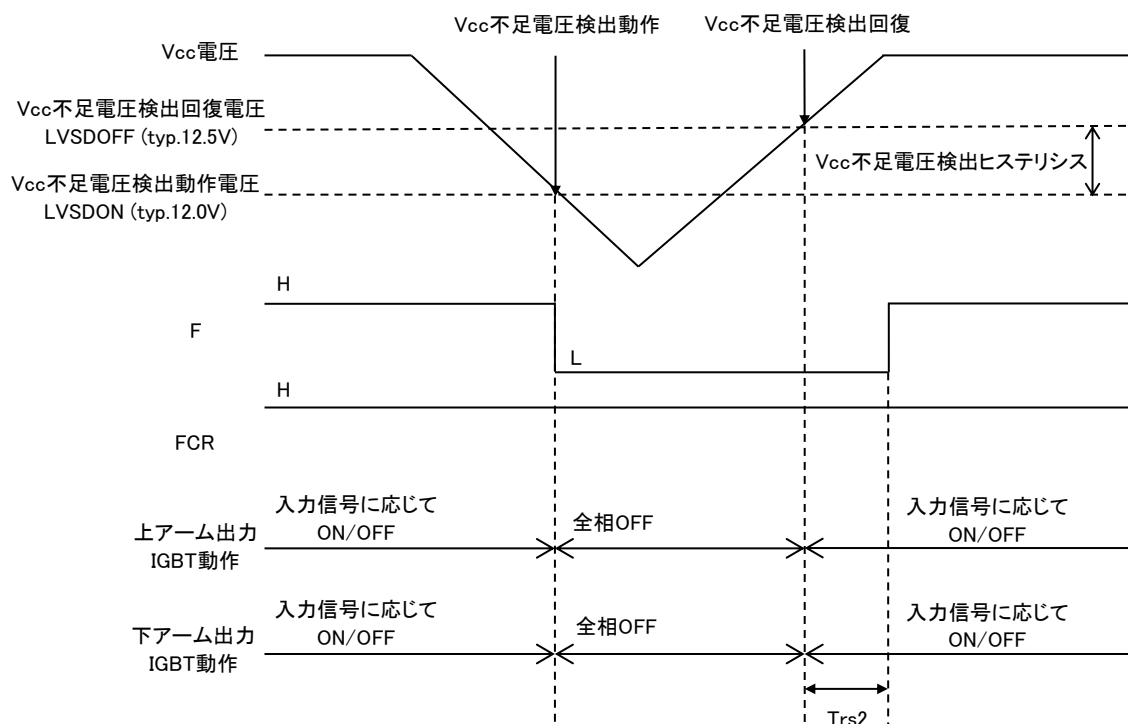 Vcc不足電圧検出動作
Vcc不足電圧検出回復
Vcc電圧
Vcc不足電圧検出回復電圧
LVSDOFF (typ.12.5V)
Vcc不足電圧検出ヒステリシス
Vcc不足電圧検出動作電圧
LVSDON (typ.12.0V)
H
F
L
H
FCR
上アーム出力
IGBT動作
入力信号に応じて
ON/OFF
全相OFF
入力信号に応じて
ON/OFF
下アーム出力
IGBT動作
入力信号に応じて
ON/OFF
全相OFF
入力信号に応じて
ON/OFF
Trs2